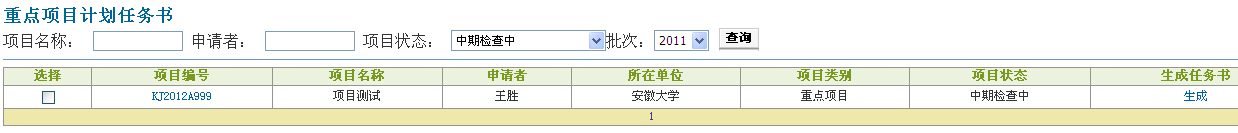 重点项目计划任务书
项目名称： 申请者： 项目状态： 中期检查中 批次： 2011 查询
选择 项目编号 项目名称 申请者 所在单位 项目类别 项目状态 生成任务书
KJ2012A999 项目测试 王胜 安徽大学 重点项目 中期检查中 生成
1